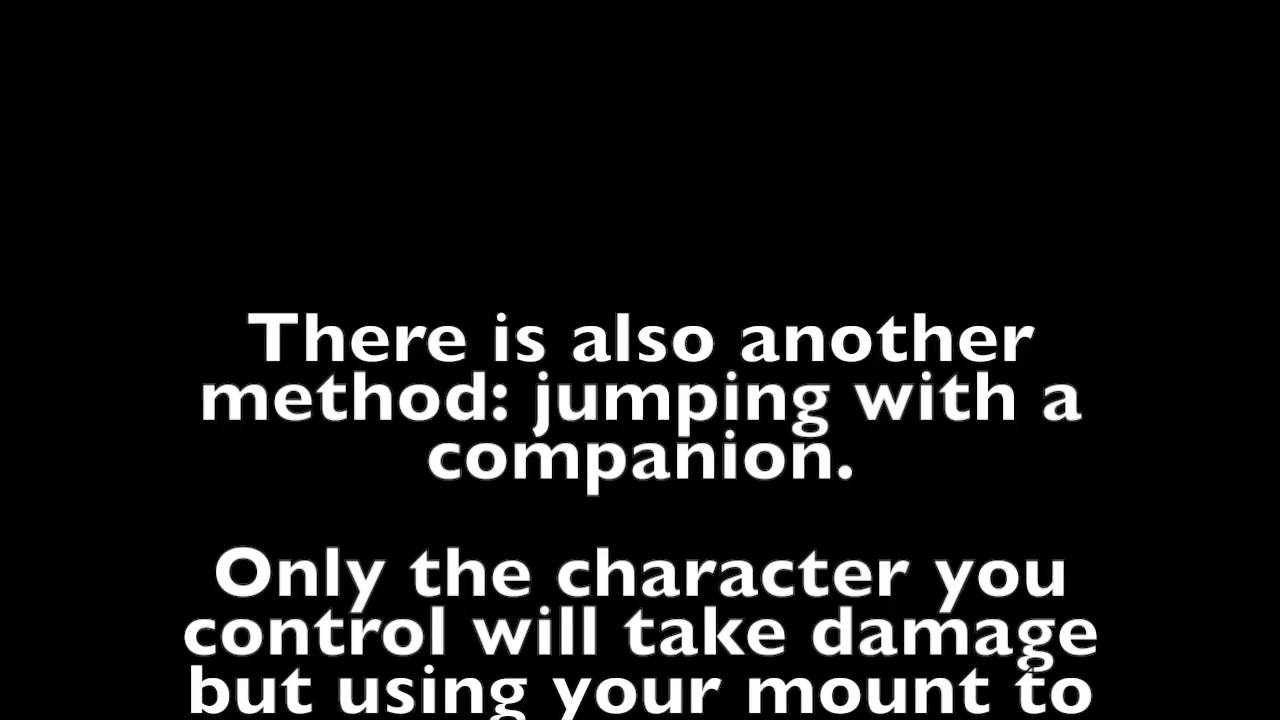 There is also another
method: jumping with a
companion.
Only the character you
control will take damage
but using your mount to